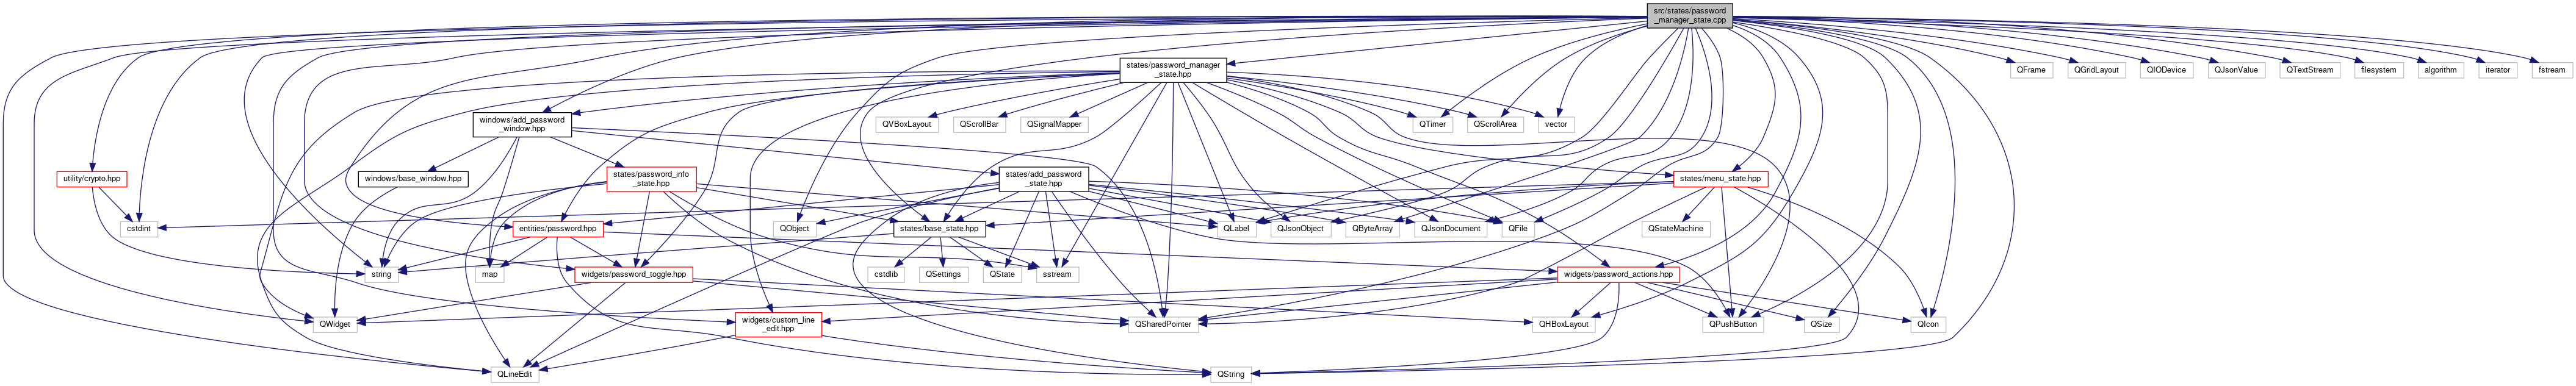 src/states/password
_manager_state.cpp
states/password_manager
_state.hpp
QFrame
QGridLayout
QIODevice
QJsonValue
QTextStream
filesystem
algorithm
iterator
fstream
windows/add_password
_window.hpp
QVBoxLayout
QScrollBar
QSignalMapper
QTimer
QScrollArea
vector
utility/crypto.hpp
windows/base_window.hpp
states/password_info
_state.hpp
states/add_password
_state.hpp
states/menu_state.hpp
cstdint
entities/password.hpp
QObject
states/base_state.hpp
QLabel
QJsonObject
QByteArray
QJsonDocument
QFile
QStateMachine
string
map
widgets/password_toggle.hpp
cstdlib
QSettings
QState
sstream
widgets/password_actions.hpp
QWidget
widgets/custom_line
_edit.hpp
QSharedPointer
QHBoxLayout
QPushButton
QSize
QIcon
QLineEdit
QString